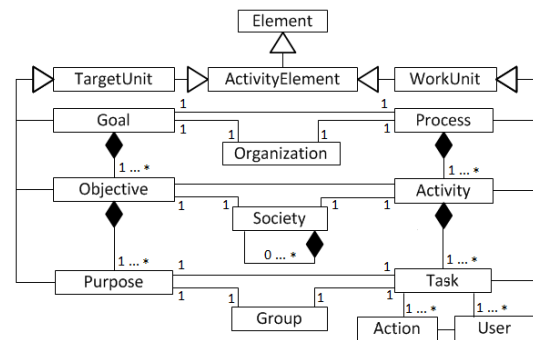 Element
TargetUnit ActivityElement WorkUnit
1 1
Goal Process
1 1 1 1
Organization
1 ... * 1 ... *
Objective Activity
1 1 1 1
Society
0 ... *
1 ... * 1 ... *
1 1
Purpose Task
1 1 1 1
Group
1 ... * 1 ... *
Action User